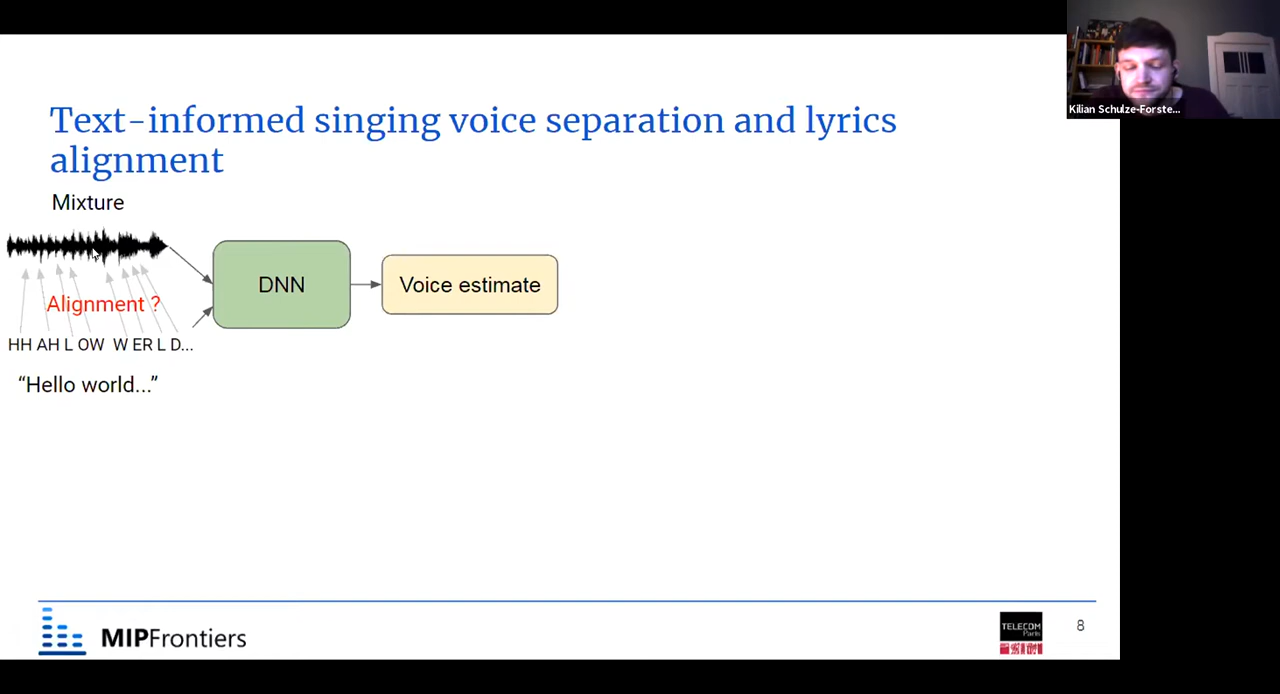 Kilian Schulze-Forste...
Text-informed singing voice separation and lyrics
alignment
Mixture
DNN
Voice estimate
Alignment ?
HH AH L OW W ER L D...
“Hello world...”
MIPFrontiers
TELECOM
Paris
8